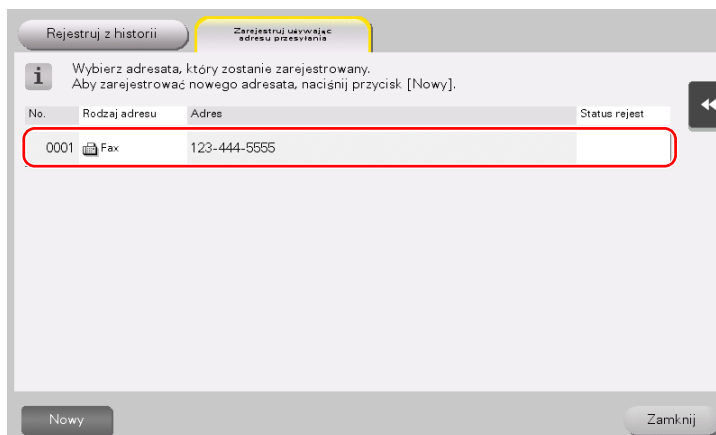 Rejestruj z historii
Zarejestruj używając
adresu przesyłania
Wybierz adresata, który zostanie zarejestrowany.
Aby zarejestrować nowego adresata, naciśnij przycisk [Nowy].
No. Rodzaj adresu Adres Status rejest
0001 Fax 123-444-5555
Nowy Zamknij